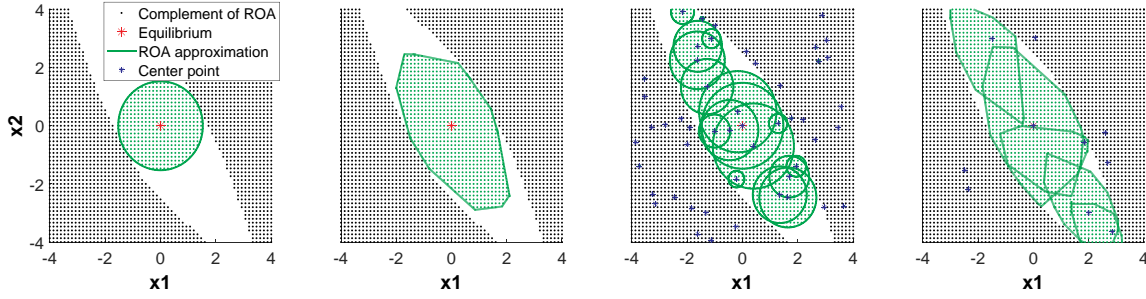 Complement of ROA
Equilibrium
ROA approximation
Center point
4
2
0
-2
-4
x2
-4 -2 0 2 4
x1
-4 -2 0 2 4
x1
-4 -2 0 2 4
x1
-4 -2 0 2 4
x1